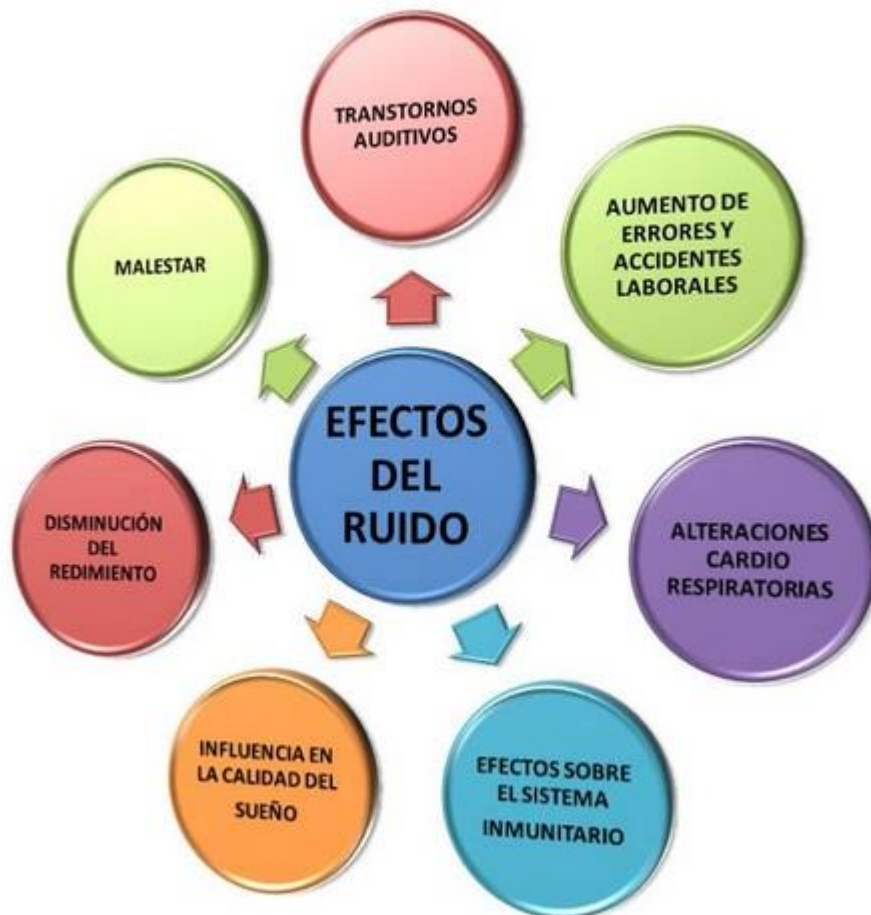 TRANSTORNOS
AUDITIVOS
AUMENTO DE
ERRORES Y
ACCIDENTES
LABORALES
MALESTAR
EFECTOS
DEL
RUIDO
DISMINUCIÓN
DEL
REDIMIENTO
ALTERACIONES
CARDIO
RESPIRATORIAS
INFLUENCIA EN
LA CALIDAD DEL
SUEÑO
EFECTOS SOBRE
EL SISTEMA
INMUNITARIO